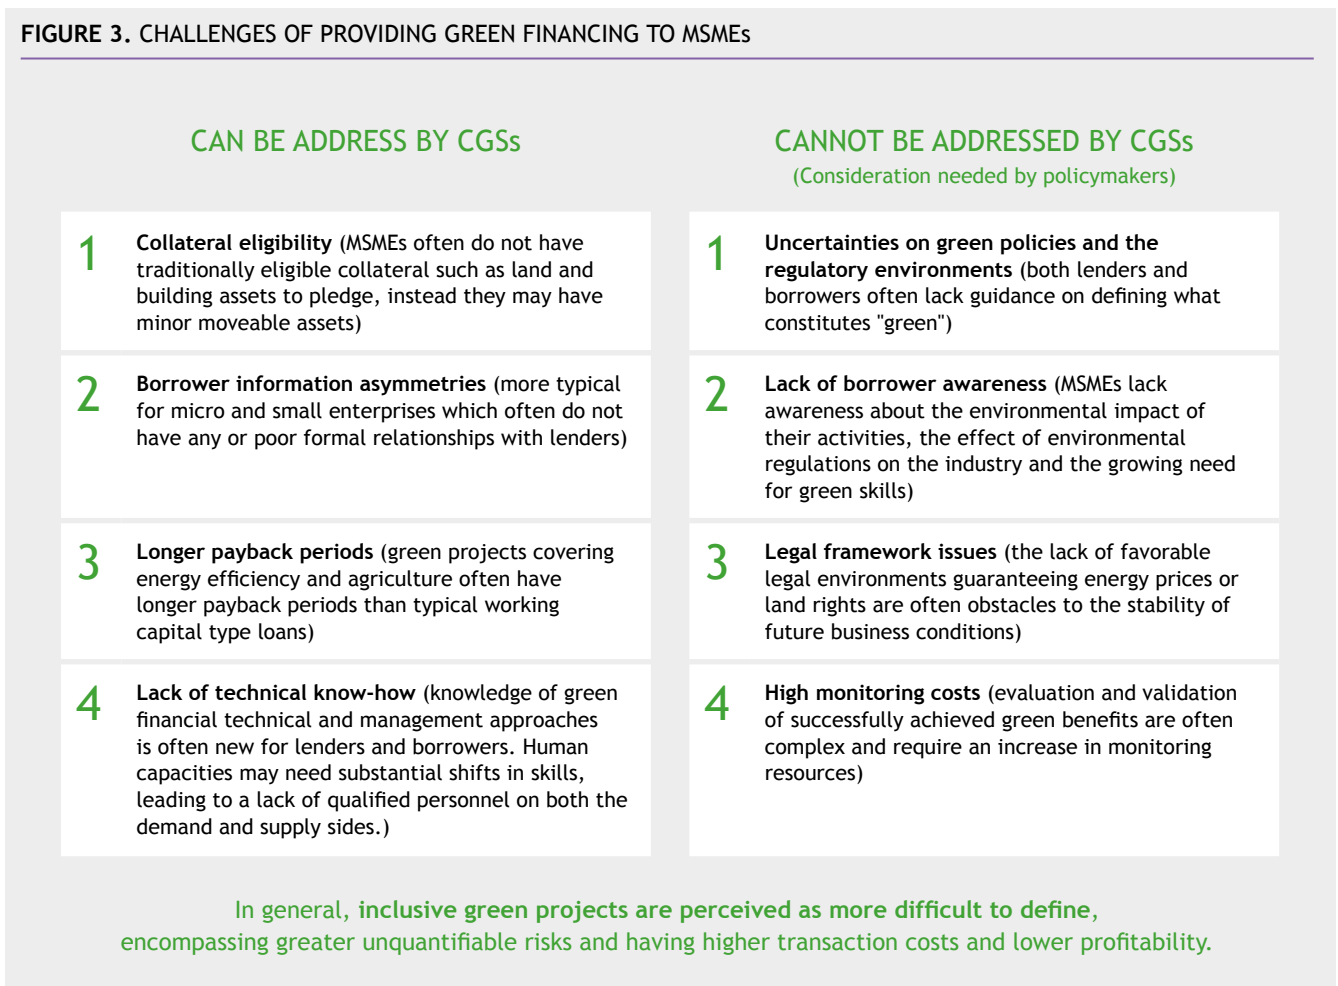 FIGURE 3. CHALLENGES OF PROVIDING GREEN FINANCING TO MSMEs
CAN BE ADDRESS BY CGSs
1
Collateral eligibility (MSMEs often do not have
traditionally eligible collateral such as land and
building assets to pledge, instead they may have
minor moveable assets)
2
Borrower information asymmetries (more typical
for micro and small enterprises which often do not
have any or poor formal relationships with lenders)
3
Longer payback periods (green projects covering
energy efficiency and agriculture often have
longer payback periods than typical working
capital type loans)
4
Lack of technical know-how (knowledge of green
financial technical and management approaches
is often new for lenders and borrowers. Human
capacities may need substantial shifts in skills,
leading to a lack of qualified personnel on both the
demand and supply sides.)
CANNOT BE ADDRESSED BY CGSs
(Consideration needed by policymakers)
1
Uncertainties on green policies and the
regulatory environments (both lenders and
borrowers often lack guidance on defining what
constitutes "green")
2
Lack of borrower awareness (MSMEs lack
awareness about the environmental impact of
their activities, the effect of environmental
regulations on the industry and the growing need
for green skills)
3
Legal framework issues (the lack of favorable
legal environments guaranteeing energy prices or
land rights are often obstacles to the stability of
future business conditions)
4
High monitoring costs (evaluation and validation
of successfully achieved green benefits are often
complex and require an increase in monitoring
resources)
In general, inclusive green projects are perceived as more difficult to define,
encompassing greater unquantifiable risks and having higher transaction costs and lower profitability.